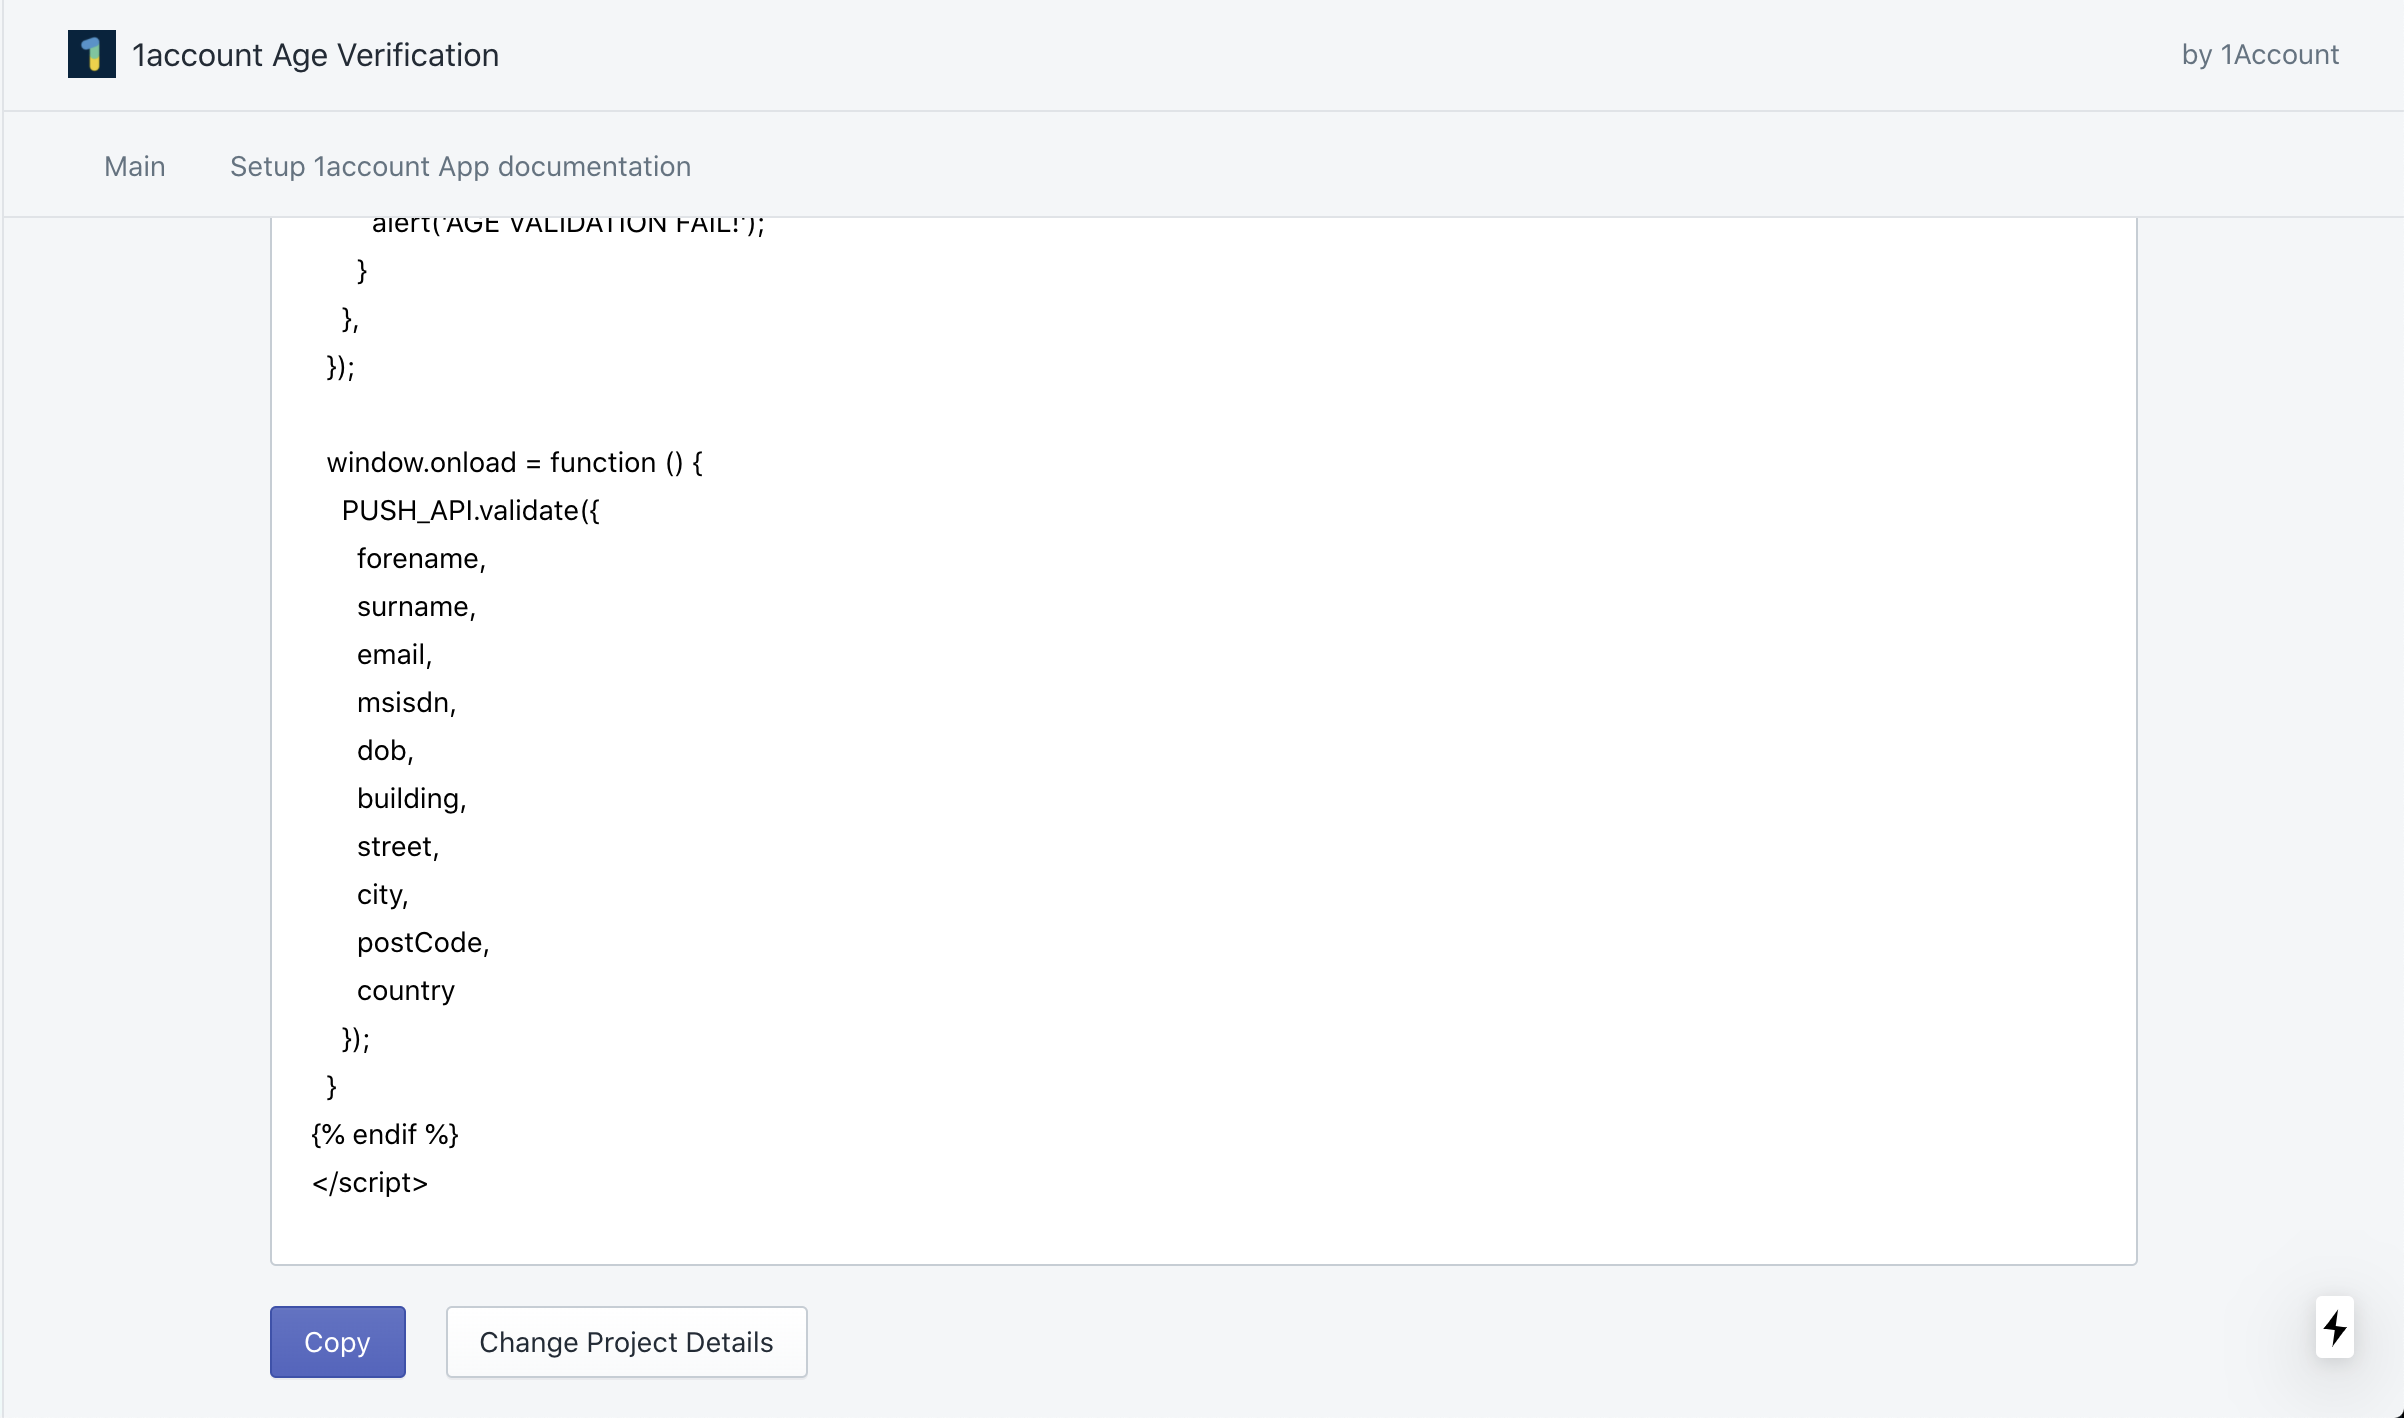 1account Age Verification
by 1Account
Main
Setup 1account App documentation
alert('AGE VALIDATION FAIL!');
}
},
});
window.onload = function () {
PUSH_API.validate({
forename,
surname,
email,
msisdn,
dob,
building,
street,
city,
postCode,
country
});
}
{% endif %}
</script>
Copy
Change Project Details